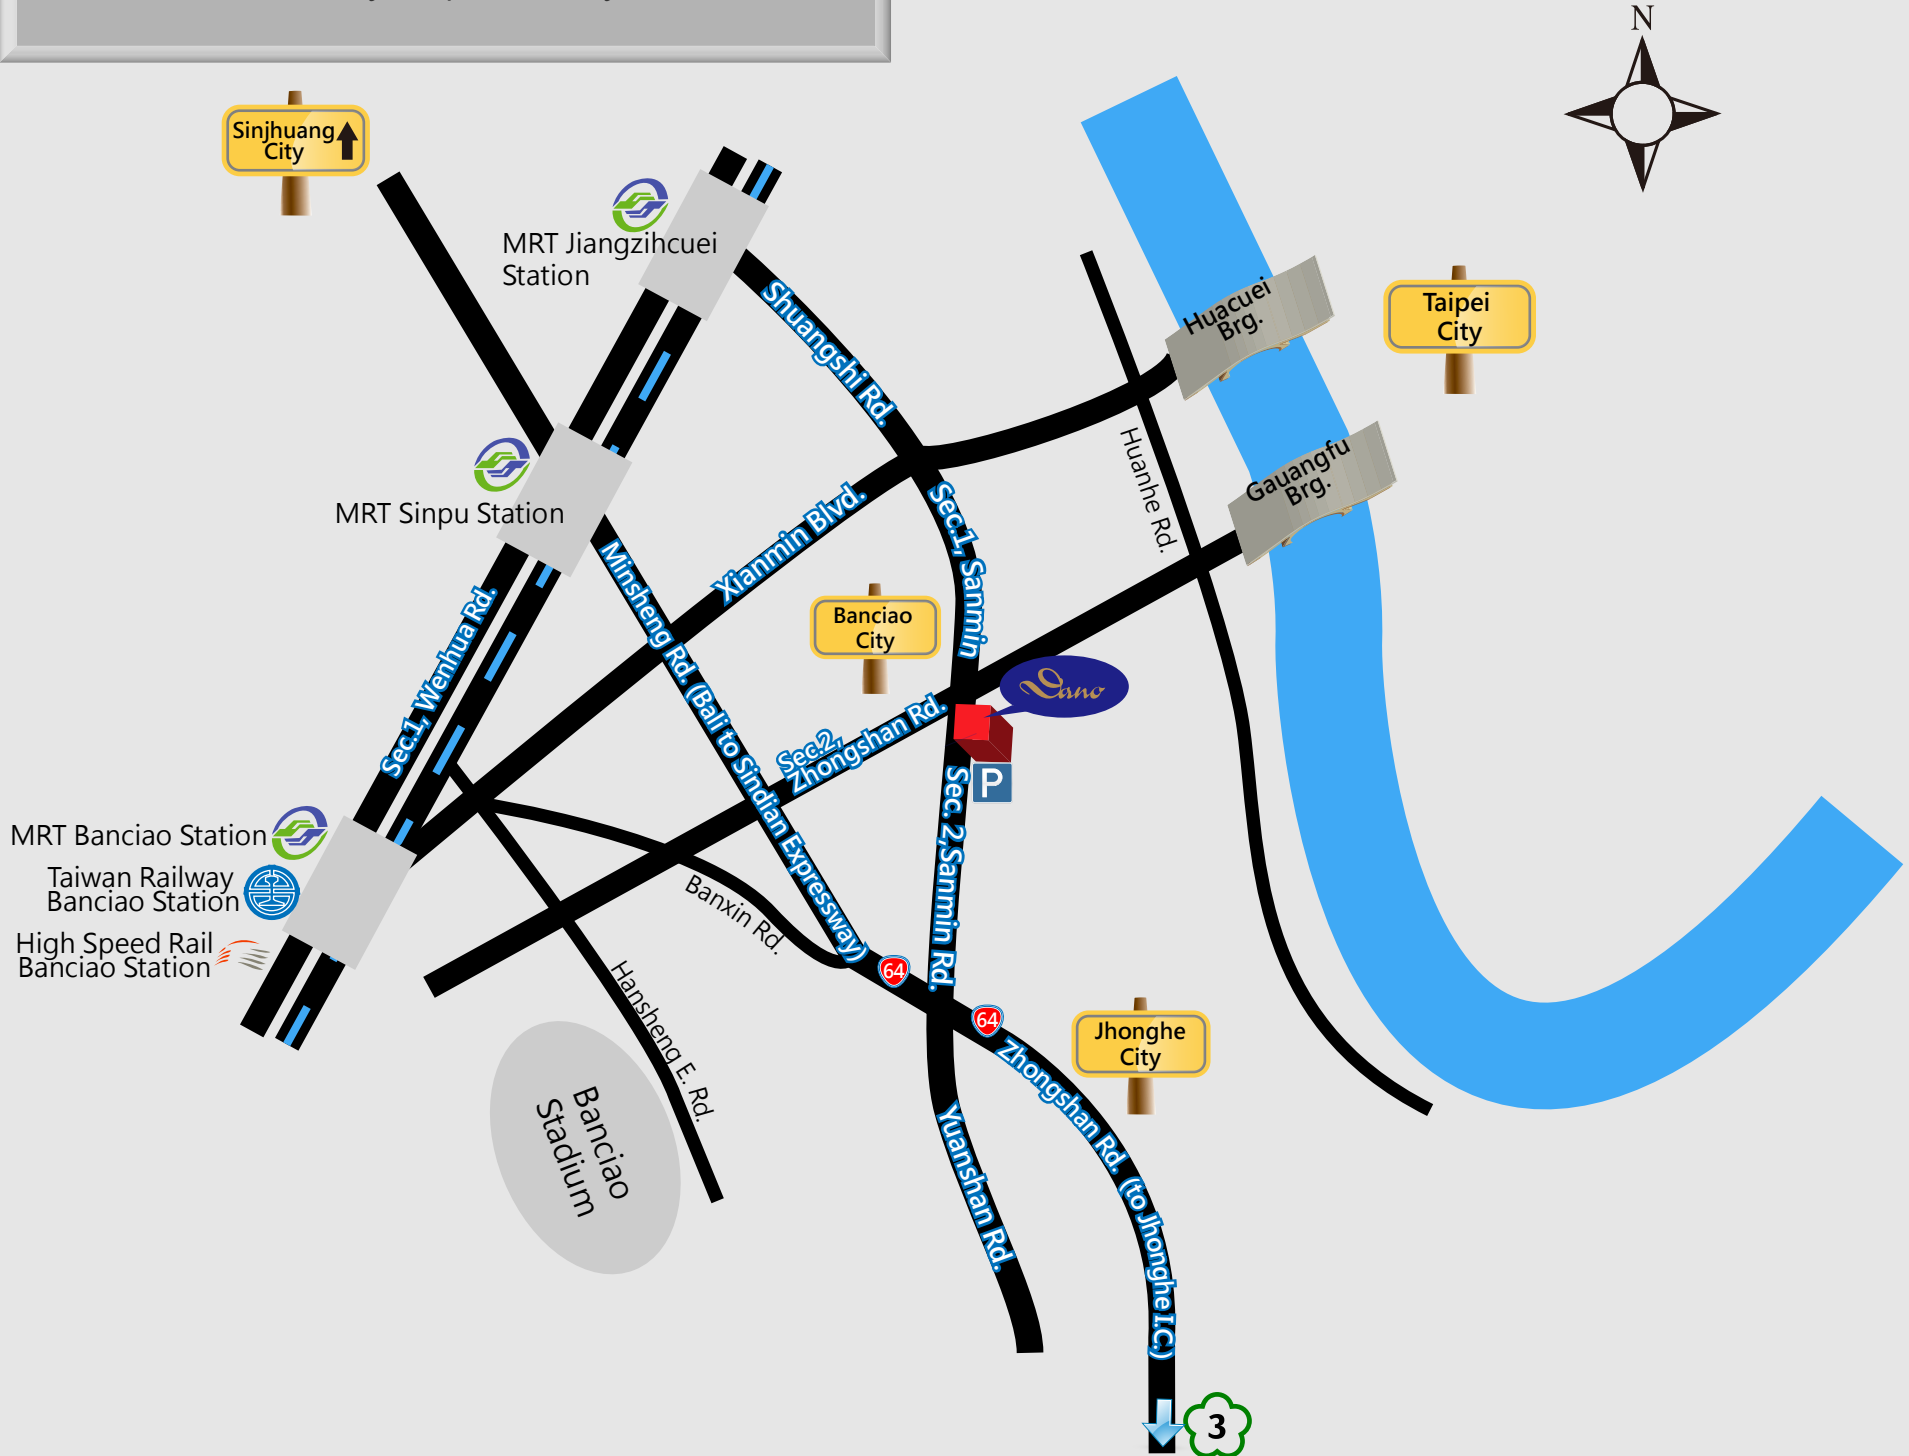 N
Sinjhuang
City
MRT Jiangzihcuei
Station
Shuangshi Rd.
Huacuei
Brg.
Taipei
City
Gauangfu
Brg.
Huanhe Rd.
MRT Sinpu Station
Xianmin Blvd.
Sec.1, Sanmin
Minsheng Rd. (Bali to Sindian Expressway)
Sec.1, Wenhua Rd.
Banciao
City
Vano
Sec.2,
Zhongshan Rd.
P
Sec. 2,Sanmin Rd.
MRT Banciao Station
Taiwan Railway
Banciao Station
High Speed Rail
Banciao Station
Banxin Rd.
Hansheng E. Rd.
64
64
Jhonghe
City
Zhongshan Rd. (to Jhonghe I.C.)
Banciao
Stadium
Yuanshan Rd.
3